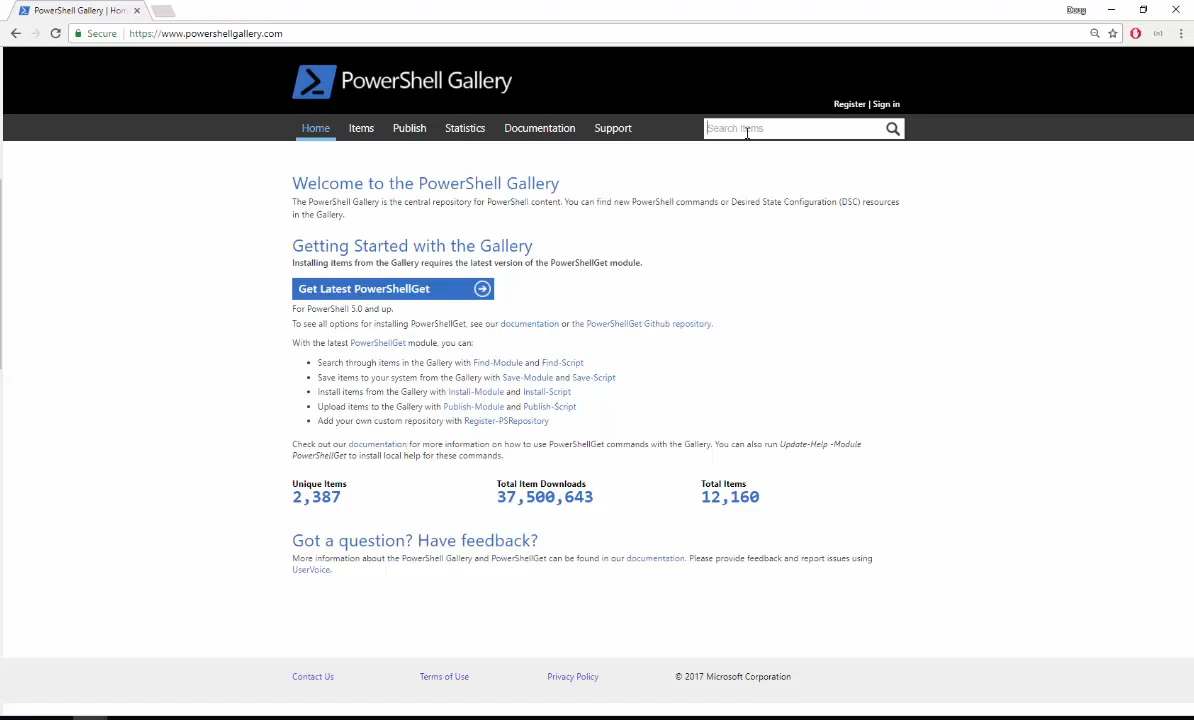 PowerShell Gallery | Hom
Doug
Secure
https://www.powershellgallery.com
PowerShell Gallery
Register | Sign in
Home Items Publish Statistics Documentation Support
Search Items
Welcome to the PowerShell Gallery
The PowerShell Gallery is the central repository for PowerShell content. You can find new PowerShell commands or Desired State Configuration (DSC) resources
in the Gallery.
Getting Started with the Gallery
Installing items from the Gallery requires the latest version of the PowerShellGet module.
Get Latest PowerShellGet
For PowerShell 5.0 and up.
To see all options for installing PowerShellGet, see our documentation or the PowerShellGet Github repository.
With the latest PowerShellGet module, you can:
• Search through items in the Gallery with Find-Module and Find-Script
• Save items to your system from the Gallery with Save-Module and Save-Script
• Install items from the Gallery with Install-Module and Install-Script
• Upload items to the Gallery with Publish-Module and Publish-Script
• Add your own custom repository with Register-PSRepository
Check out our documentation for more information on how to use PowerShellGet commands with the Gallery. You can also run Update-Help -Module
PowerShellGet to install local help for these commands.
Unique Items Total Item Downloads Total Items
2,387 37,500,643 12,160
Got a question? Have feedback?
More information about the PowerShell Gallery and PowerShellGet can be found in our documentation. Please provide feedback and report issues using
UserVoice.
Contact Us Terms of Use Privacy Policy © 2017 Microsoft Corporation